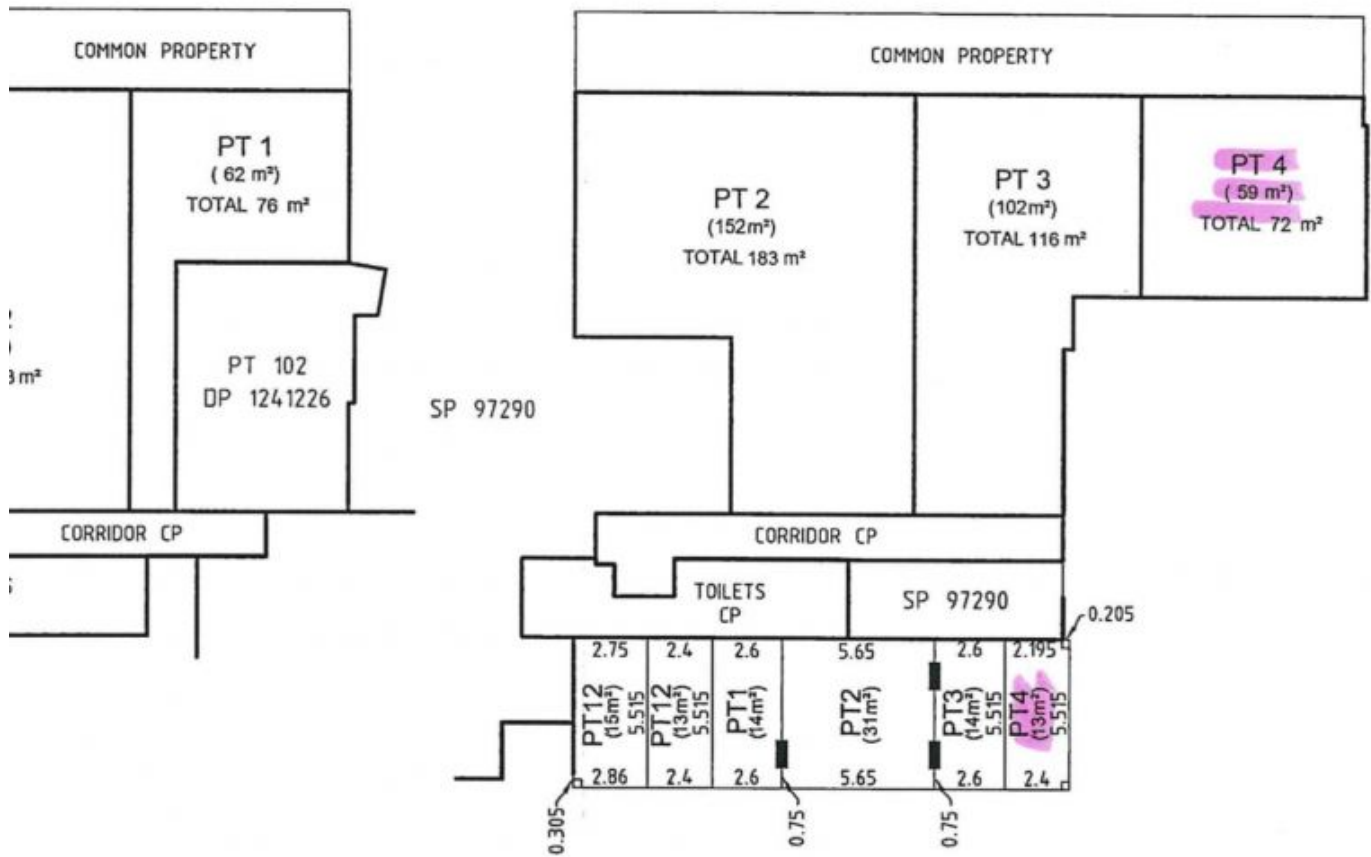 COMMON PROPERTY
PT 1
( 62 m²)
TOTAL 76 m²
PT 102
DP 1241226
m²
CORRIDOR CP
SP 97290
COMMON PROPERTY
PT 2
(152m²)
TOTAL 183 m²
PT 3
(102m²)
TOTAL 116 m²
PT 4
( 59 m²)
TOTAL 72 m²
CORRIDOR CP
TOILETS
CP
SP 97290
0.205
2.75
2.4
2.6
5.65
2.6
2.195
PT12
(15m²)
5.515
PT12
(13m²)
5.515
PT1
(14m²)
PT2
(31m²)
PT3
(14m²)
5.515
PT4
(13m²)
5.515
2.86
2.4
2.6
5.65
2.6
2.4
0.305
0.75
0.75